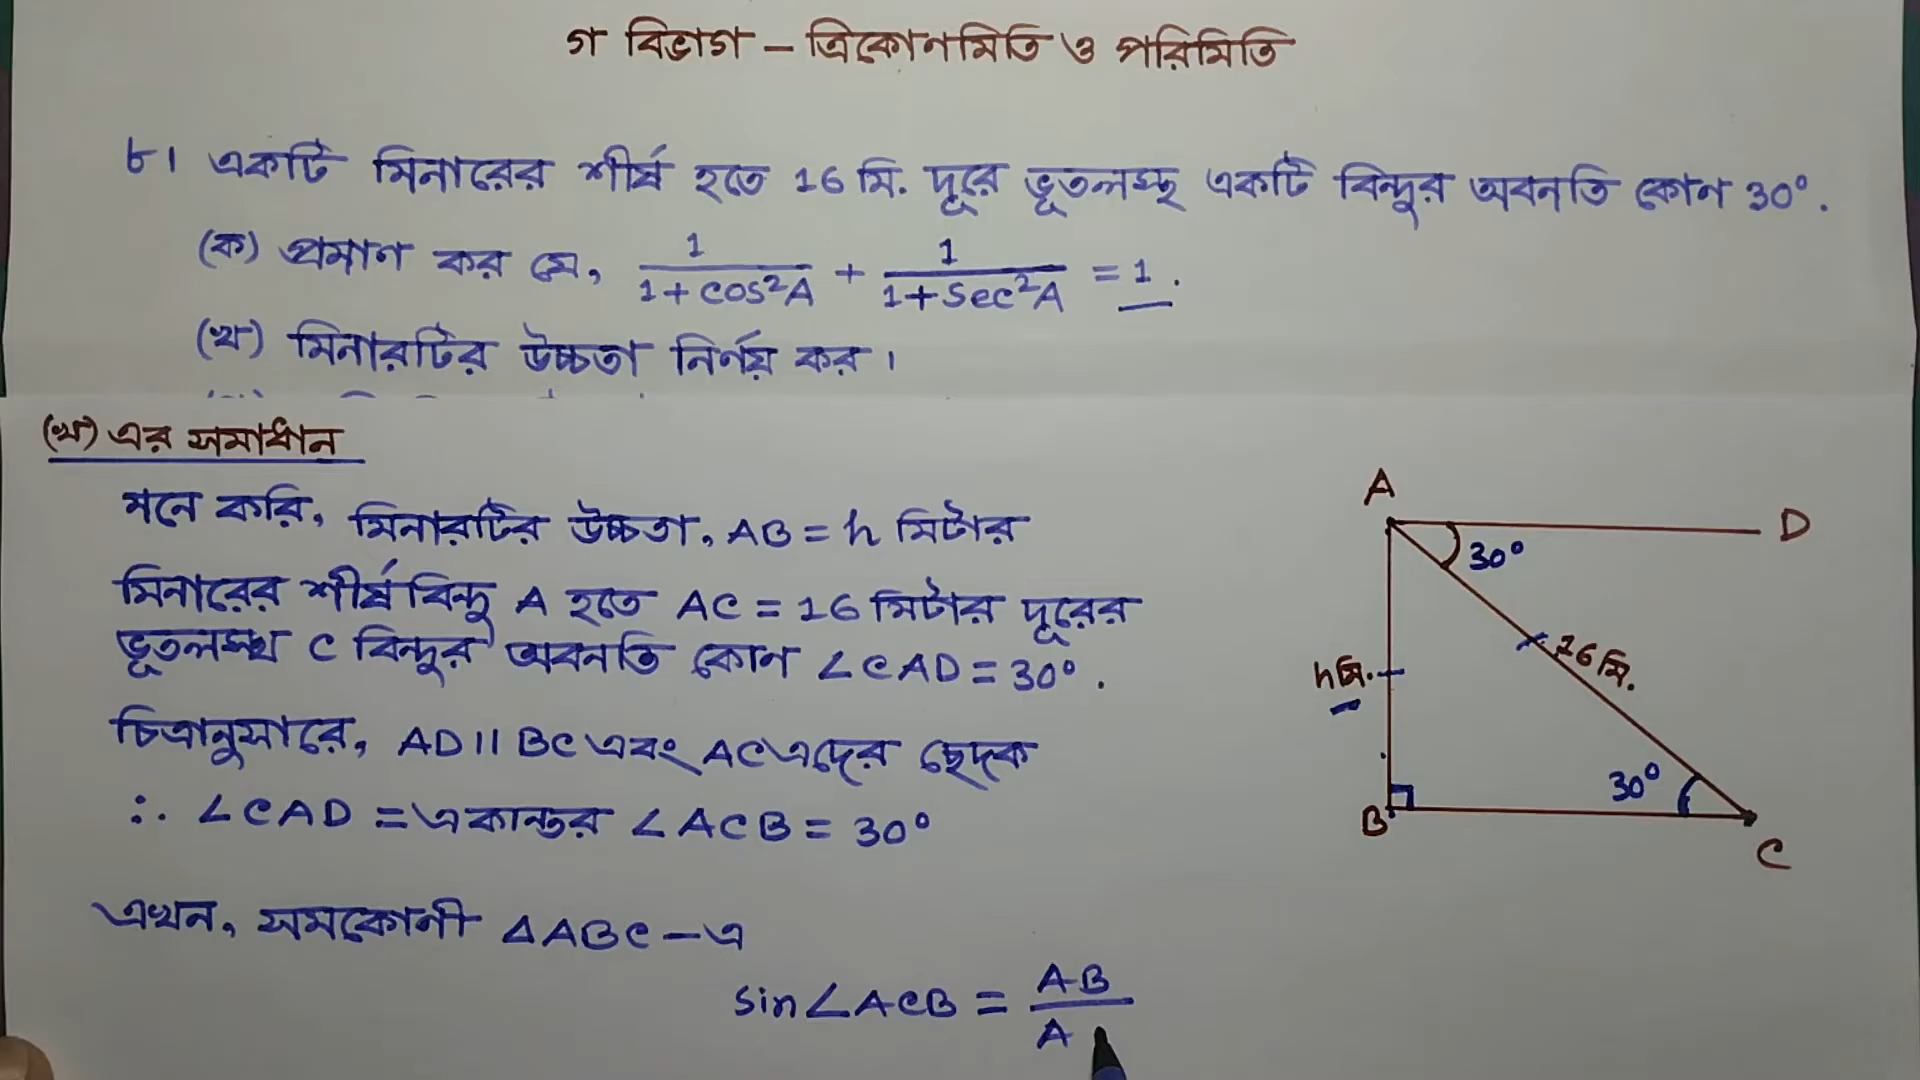 গ বিভাগ – ত্রিকোনমিতি ও পরিমিতি
৮। একটি মিনারের শীর্ষ হতে 16 মি. দূরে ভূতলস্থ একটি বিন্দুর অবনতি কোন 30°.
(ক) প্রমাণ কর যে, 1/(1+cos²A) + 1/(1+sec²A) = 1.
(খ) মিনারটির উচ্চতা নির্ণয় কর।
(খ) এর সমাধান
মনে করি, মিনারটির উচ্চতা, AB = h মিটার
মিনারের শীর্ষবিন্দু A হতে AC = 16 মিটার দূরের
ভূতলস্থ C বিন্দুর অবনতি কোন ∠CAD = 30°.
চিত্রানুসারে, AD || BC এবং AC এদের ছেদক
∴ ∠CAD = একান্তর ∠ACB = 30°
এখন, সমকোনী ΔABC – এ
sin∠ACB = AB/A
A
D
30°
16 মি.
h মি.
30°
B
C